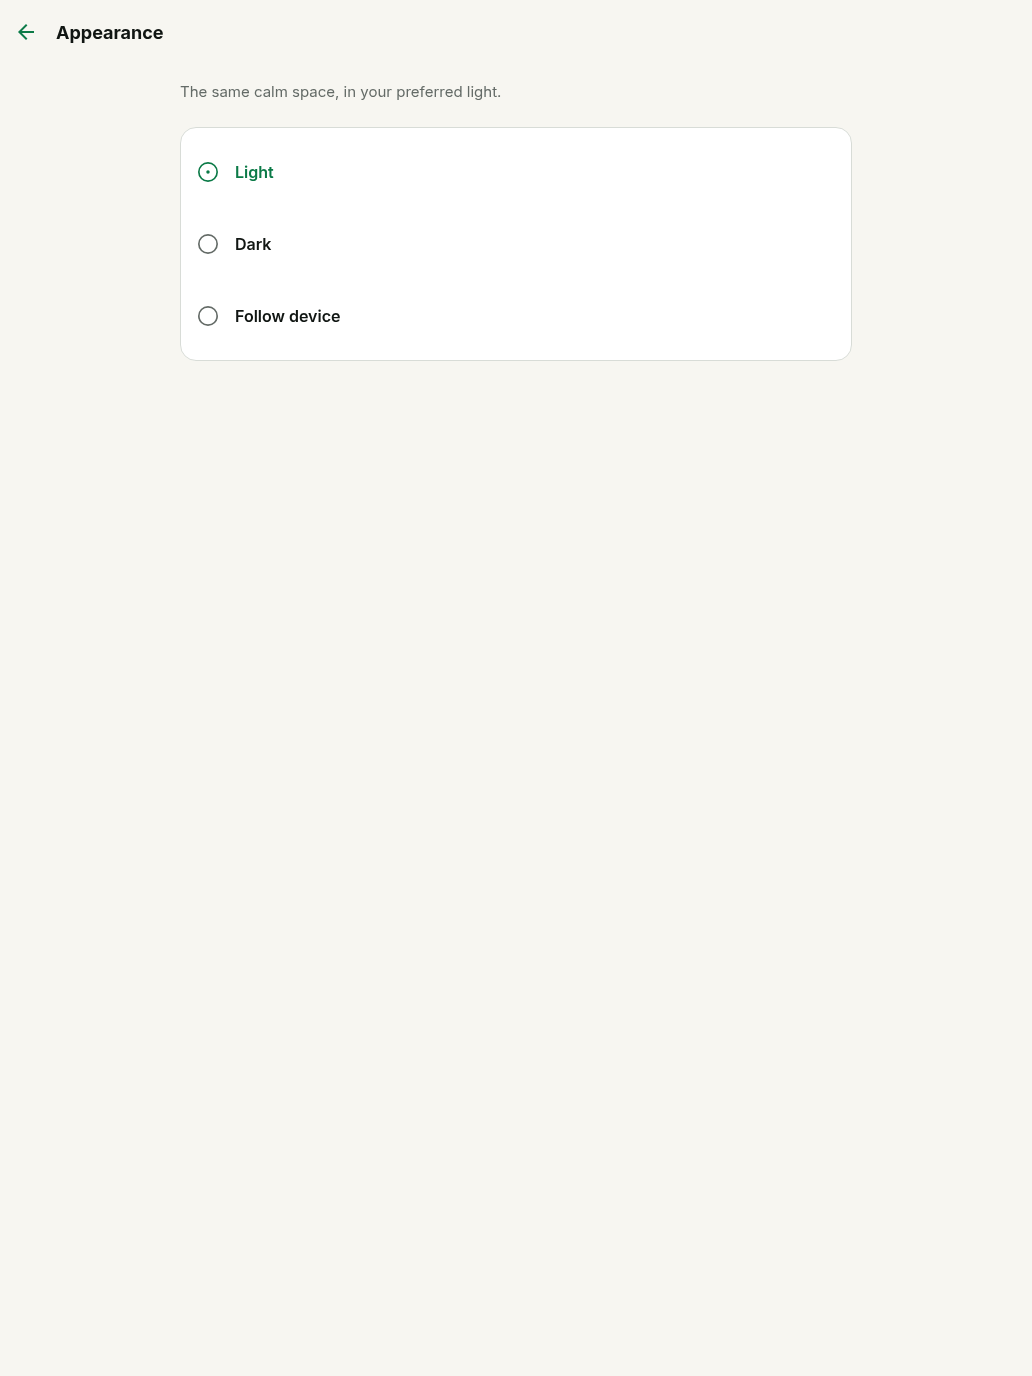 Appearance
The same calm space, in your preferred light.
Light
Dark
Follow device